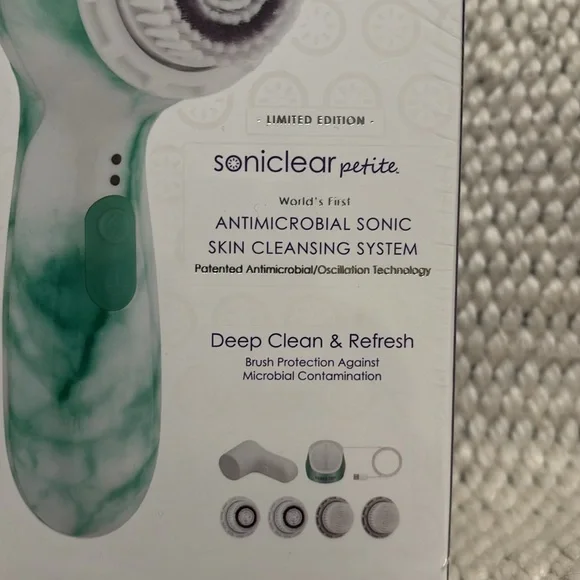 - LIMITED EDITION -
soniclear petite.
World's First
ANTIMICROBIAL SONIC
SKIN CLEANSING SYSTEM
Patented Antimicrobial/Oscillation Technology
Deep Clean & Refresh
Brush Protection Against
Microbial Contamination